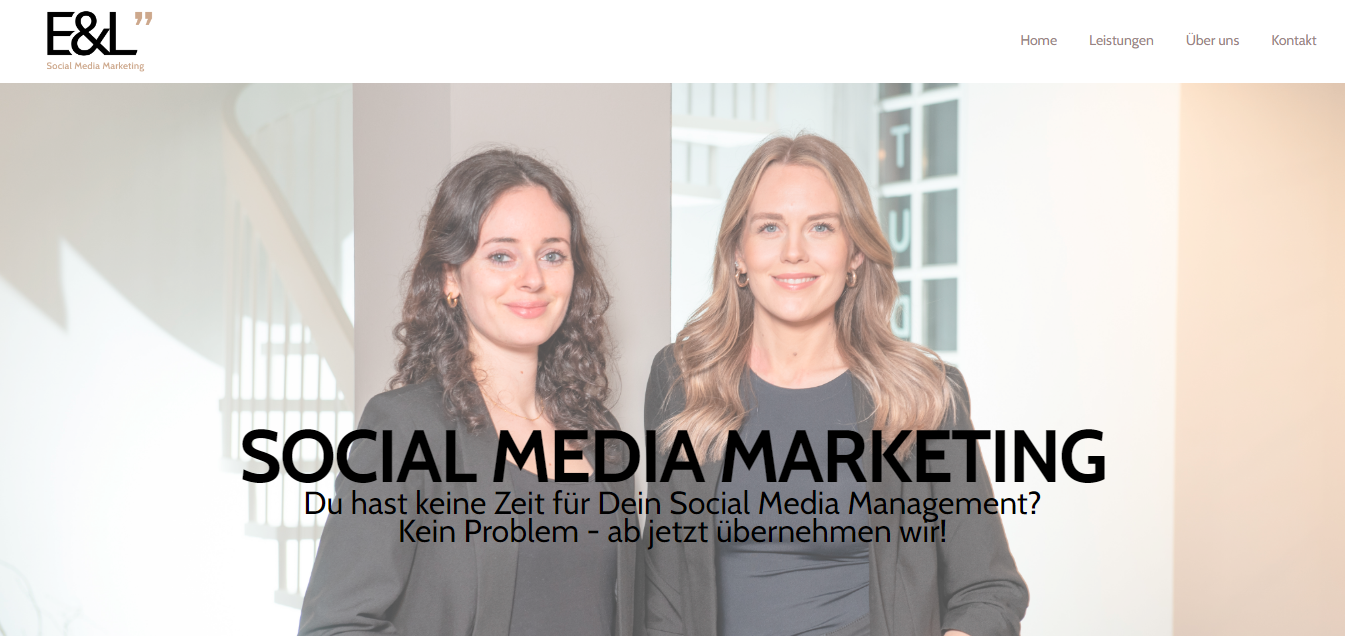 E&L”
Social Media Marketing
Home Leistungen Über uns Kontakt
T
U
SOCIAL MEDIA MARKETING
Du hast keine Zeit für Dein Social Media Management?
Kein Problem - ab jetzt übernehmen wir!